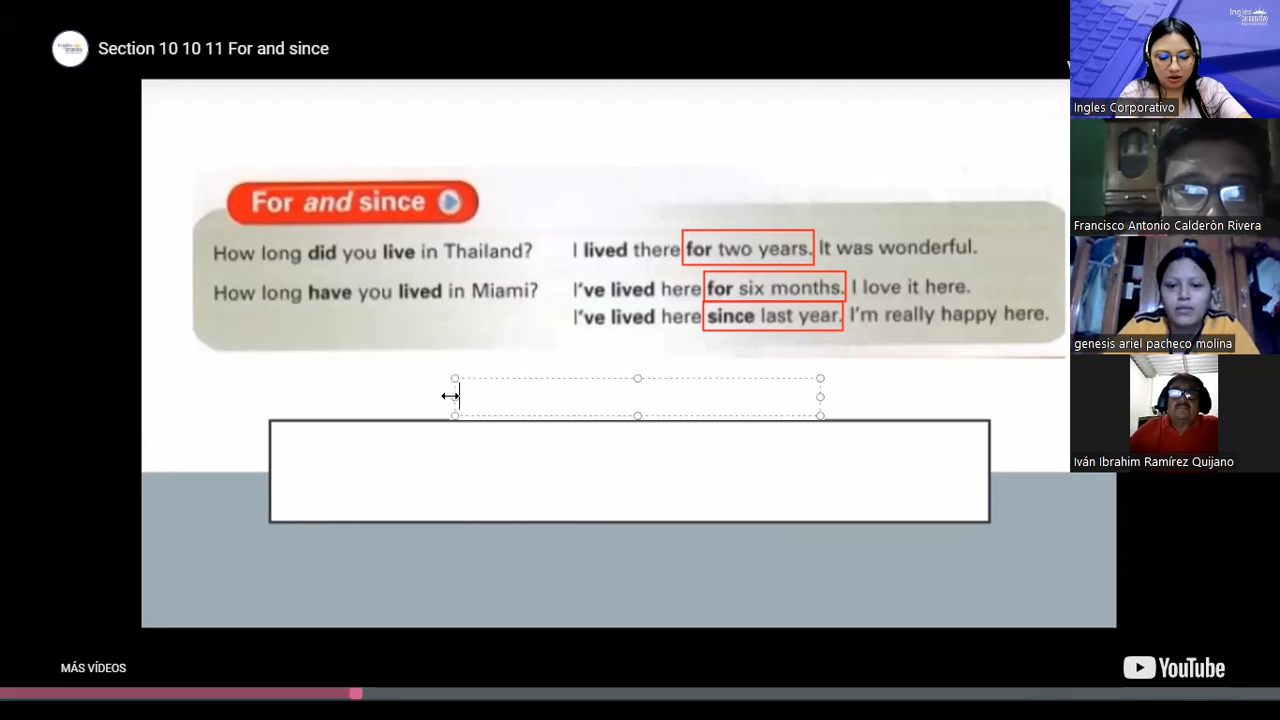 Section 10 10 11 For and since
For and since
How long did you live in Thailand? I lived there for two years. It was wonderful.
How long have you lived in Miami? I've lived here for six months. I love it here.
I've lived here since last year. I'm really happy here.
MÁS VÍDEOS
YouTube
Ingles Corporativo
Francisco Antonio Calderòn Rivera
genesis ariel pacheco molina
Iván Ibrahim Ramírez Quijano